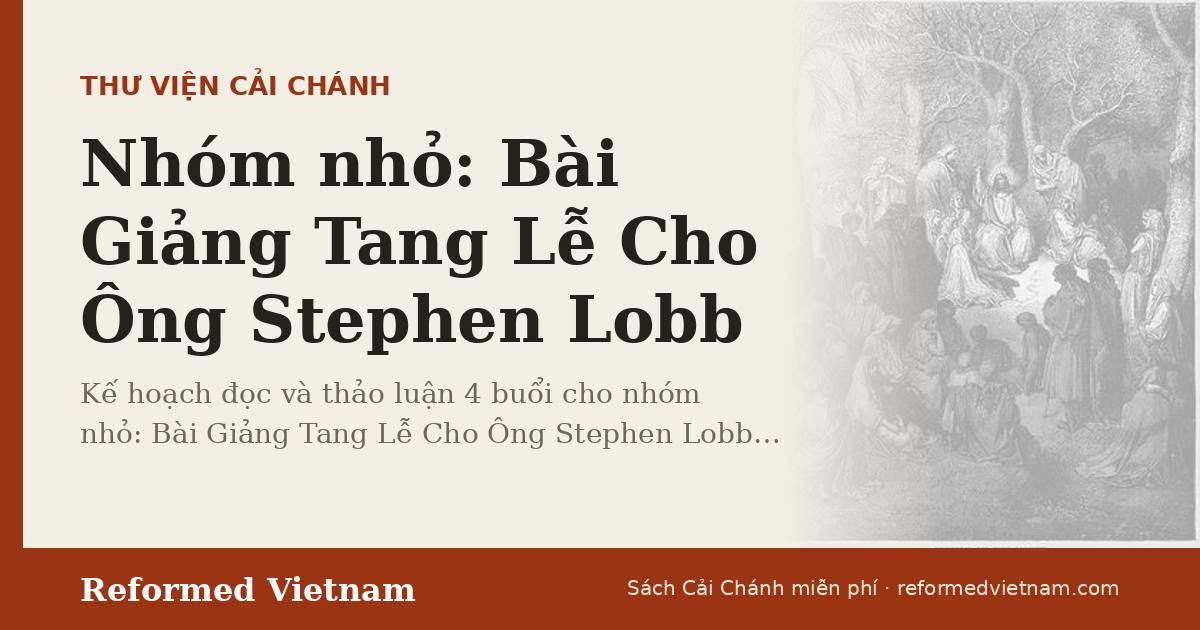 THƯ VIỆN CẢI CHÁNH
Nhóm nhỏ: Bài
Giảng Tang Lễ Cho
Ông Stephen Lobb
Kế hoạch đọc và thảo luận 4 buổi cho nhóm
nhỏ: Bài Giảng Tang Lễ Cho Ông Stephen Lobb…
Reformed Vietnam
Sách Cải Chánh miễn phí · reformedvietnam.com